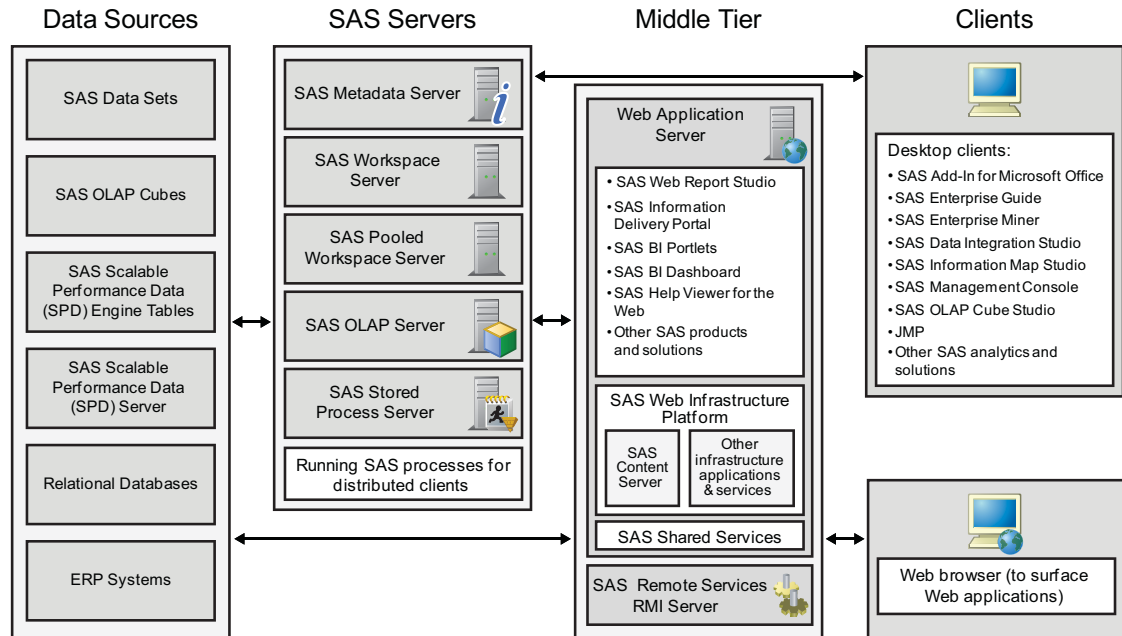 Data Sources
SAS Servers
Middle Tier
Clients
SAS Data Sets
SAS OLAP Cubes
SAS Scalable
Performance Data
(SPD) Engine Tables
SAS Scalable
Performance Data
(SPD) Server
Relational Databases
ERP Systems
SAS Metadata Server
i
SAS Workspace
Server
SAS Pooled
Workspace Server
SAS OLAP Server
SAS Stored
Process Server
Running SAS processes for
distributed clients
Web Application
Server
• SAS Web Report Studio
• SAS Information
Delivery Portal
• SAS BI Portlets
• SAS BI Dashboard
• SAS Help Viewer for the
Web
• Other SAS products
and solutions
SAS Web Infrastructure
Platform
SAS
Content
Server
Other
infrastructure
applications
& services
SAS Shared Services
SAS Remote Services
RMI Server
Desktop clients:
• SAS Add-In for Microsoft Office
• SAS Enterprise Guide
• SAS Enterprise Miner
• SAS Data Integration Studio
• SAS Information Map Studio
• SAS Management Console
• SAS OLAP Cube Studio
• JMP
• Other SAS analytics and
solutions
Web browser (to surface
Web applications)